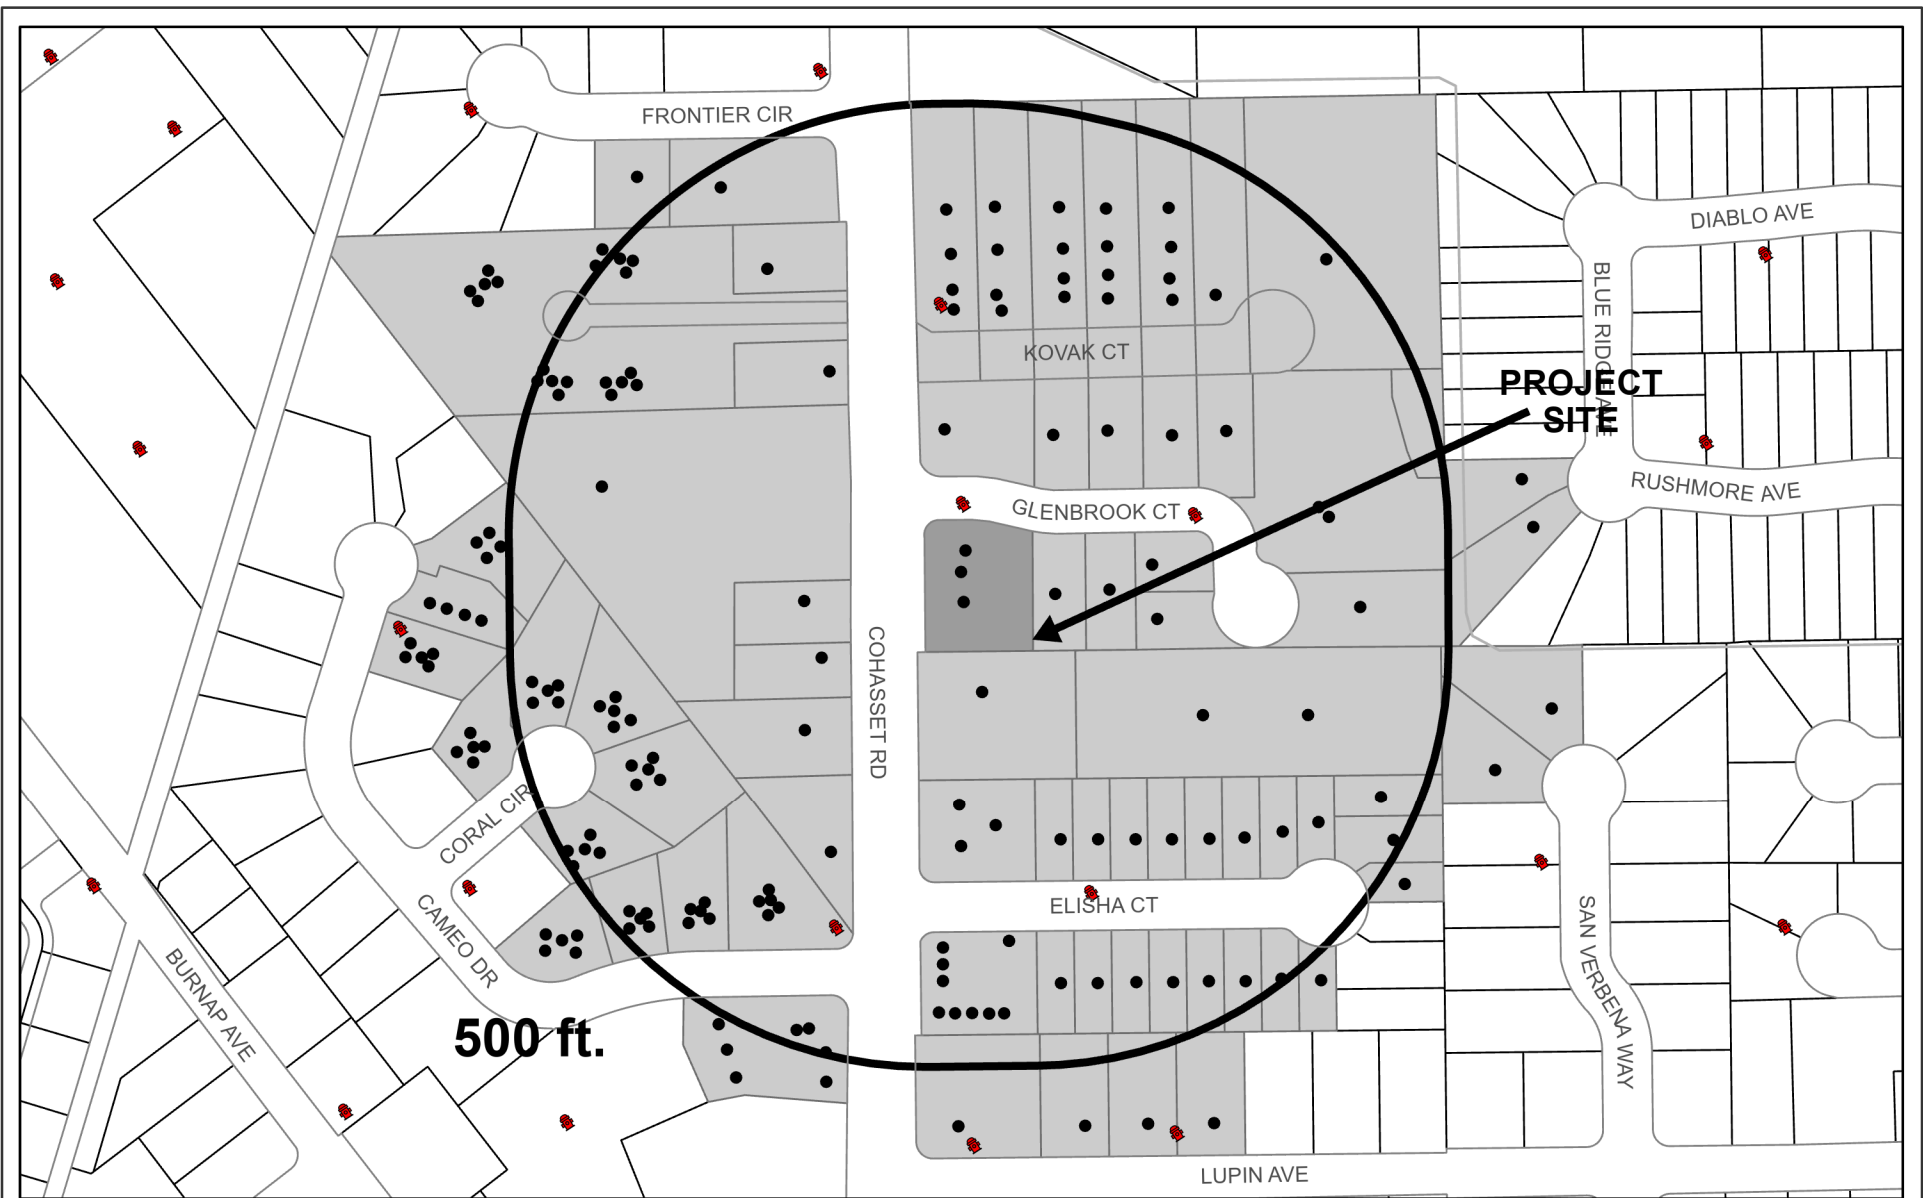 FRONTIER CIR
DIABLO AVE
BLUE RIDGE AVE
KOVAK CT
PROJECT
SITE
RUSHMORE AVE
GLENBROOK CT
COHASSET RD
CORAL CIR
ELISHA CT
CAMEO DR
SAN VERBENA WAY
BURNAP AVE
500 ft.
LUPIN AVE